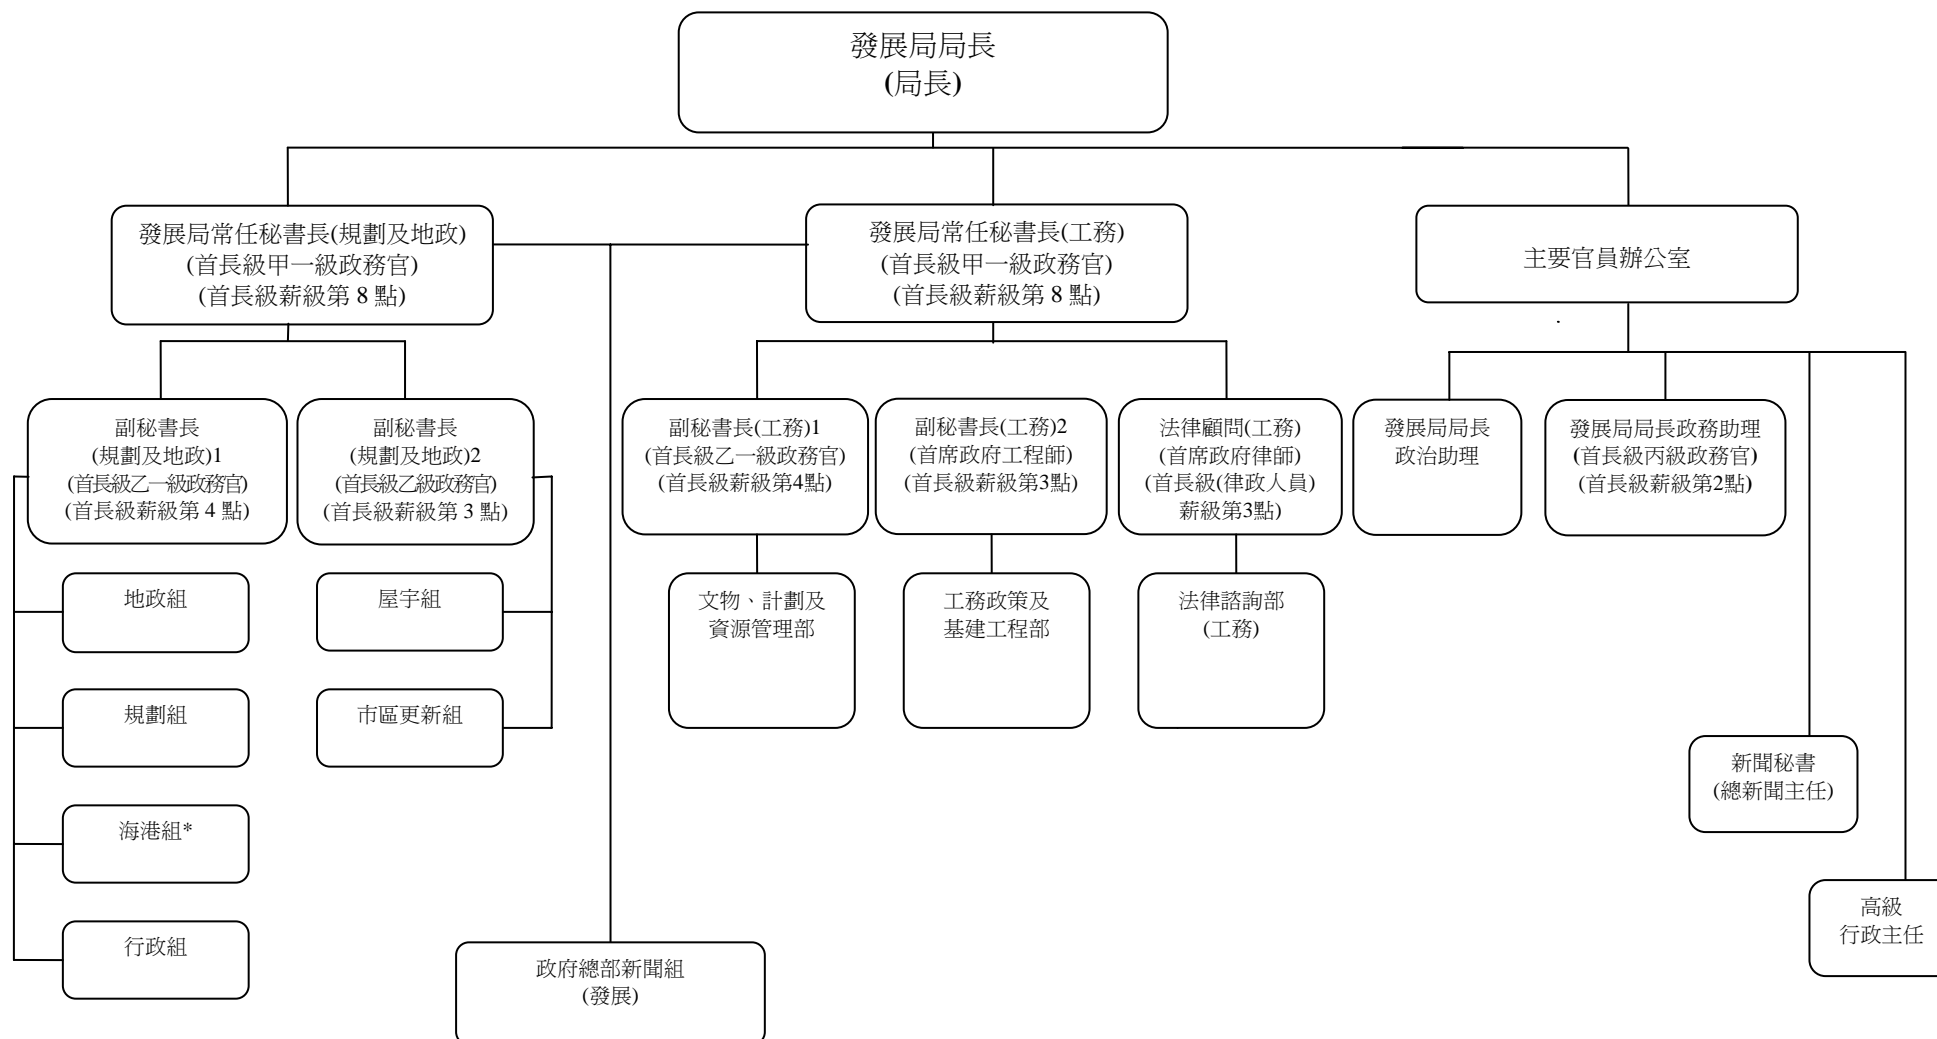 發展局局長
(局長)
發展局常任秘書長(規劃及地政)
(首長級甲一級政務官)
(首長級薪級第 8 點)
發展局常任秘書長(工務)
(首長級甲一級政務官)
(首長級薪級第 8 點)
主要官員辦公室
副秘書長
(規劃及地政)1
(首長級乙一級政務官)
(首長級薪級第 4 點)
副秘書長
(規劃及地政)2
(首長級乙級政務官)
(首長級薪級第 3 點)
副秘書長(工務)1
(首長級乙一級政務官)
(首長級薪級第4點)
副秘書長(工務)2
(首席政府工程師)
(首長級薪級第3點)
法律顧問(工務)
(首席政府律師)
(首長級(律政人員)
薪級第3點)
發展局局長
政治助理
發展局局長政務助理
(首長級丙級政務官)
(首長級薪級第2點)
地政組
屋宇組
文物、計劃及
資源管理部
工務政策及
基建工程部
法律諮詢部
(工務)
規劃組
市區更新組
新聞秘書
(總新聞主任)
海港組*
高級
行政主任
行政組
政府總部新聞組
(發展)